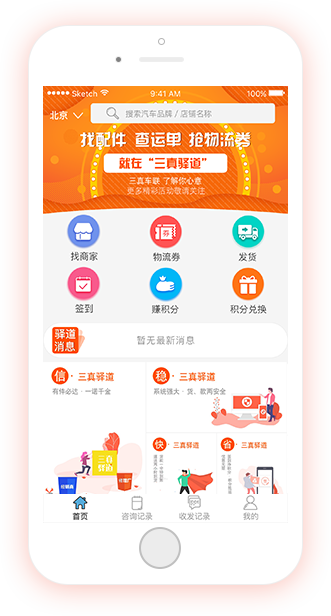 Sketch 9:41 AM 100%
北京 搜索汽车品牌 / 店铺名称
找配件 查运单 抢物流券
就在“三真驿道”
三真车联 了解你心意
更多精彩活动敬请关注
找商家 物流券 发货
签到 赚积分 积分兑换
驿道
消息
暂无最新消息
信 · 三真驿道
有件必达 · 一诺千金
稳 · 三真驿道
系统强大 · 货、款两安全
三真
驿道
快 · 三真驿道
省 · 三真驿道
首页 咨询记录 收发记录 我的